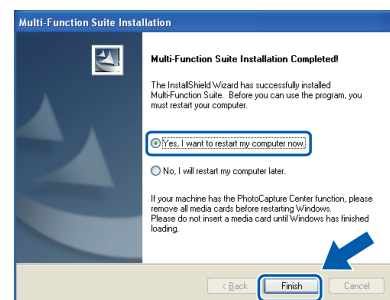 Multi-Function Suite Installation
Multi-Function Suite Installation Completed!
The InstallShield Wizard has successfully installed
Multi-Function Suite. Before you can use the program, you
must restart your computer.
Yes, I want to restart my computer now.
No, I will restart my computer later.
If your machine has the PhotoCapture Center function, please
remove all media cards before restarting Windows.
Please do not insert a media card until Windows has finished
loading.
< Back
Finish
Cancel